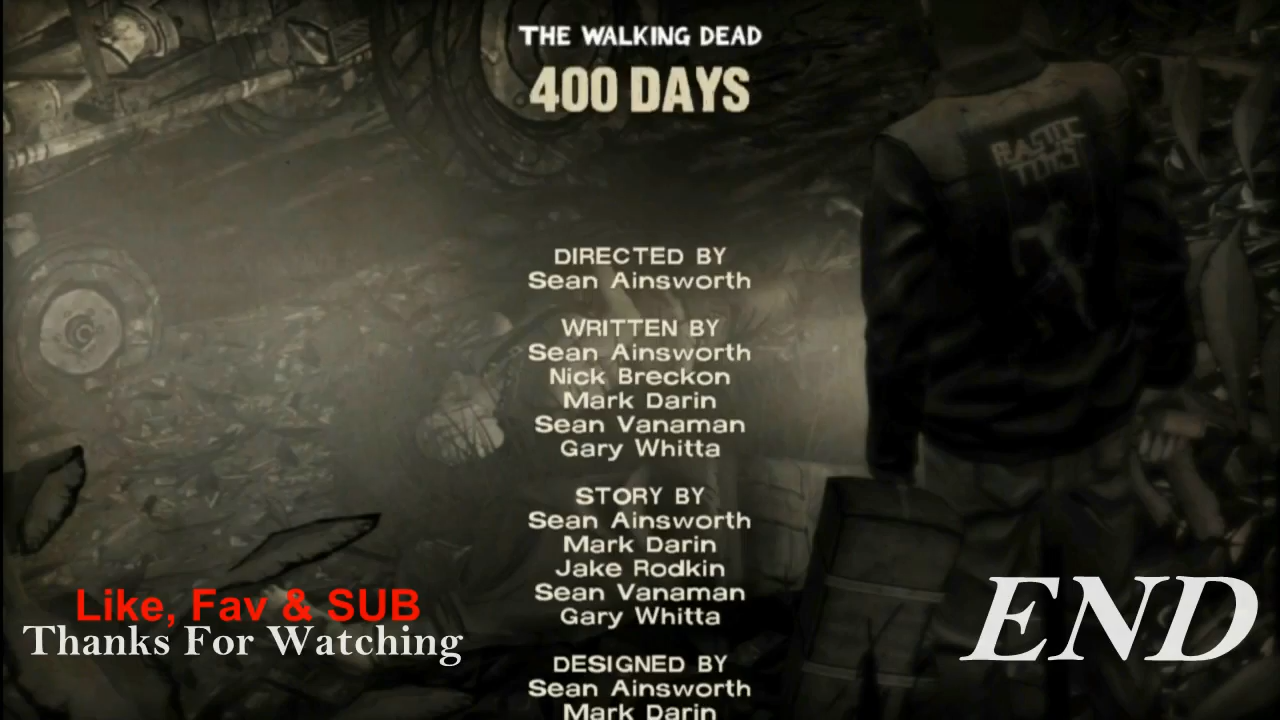 THE WALKING DEAD
400 DAYS
DIRECTED BY
Sean Ainsworth
WRITTEN BY
Sean Ainsworth
Nick Breckon
Mark Darin
Sean Vanaman
Gary Whitta
STORY BY
Sean Ainsworth
Mark Darin
Jake Rodkin
Sean Vanaman
Gary Whitta
DESIGNED BY
Sean Ainsworth
Mark Darin
Like, Fav & SUB
Thanks For Watching
END